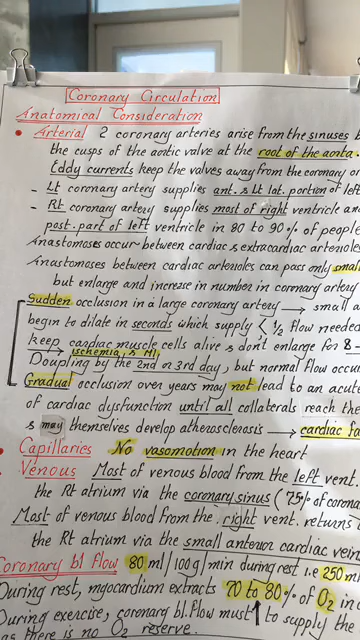 Coronary Circulation
Anatomical Consideration
• Arterial 2 coronary arteries arise from the sinuses
the cusps of the aortic valve at the root of the aorta.
Eddy currents keep the valves away from the coronary or
- Lt coronary artery supplies ant. & Lt lat. portion of left
- Rt coronary artery supplies most of right ventricle and
post. part of left ventricle in 80 to 90% of people
Anastomoses occur between cardiac & extracardiac arterioles
Anastomoses between cardiac arterioles can pass only small
but enlarge and increase in number in coronary artery
Sudden occlusion in a large coronary artery → small a
begin to dilate in seconds which supply < 1/2 flow needed
keep cardiac muscle cells alive & don't enlarge for 8-
→ ischemia, & MI
Doupling by the 2nd or 3rd day, but normal flow occu
Gradual occlusion over years may not lead to an acute
of cardiac dysfunction until all collaterals reach the
& may themselves develop atherosclerosis → cardiac fa
• Capillaries No vasomotion in the heart
• Venous Most of venous blood from the left vent.
the Rt atrium via the coronary sinus (75% of coron
Most of venous blood from the right vent. returns
the Rt atrium via the small anterior cardiac vein
Coronary bl flow 80 ml/100g/min during rest i.e 250 ml
During rest, myocardium extracts 70 to 80% of O2 in
During exercise, coronary bl. flow must ↑ to supply the
as there is no O2 reserve.